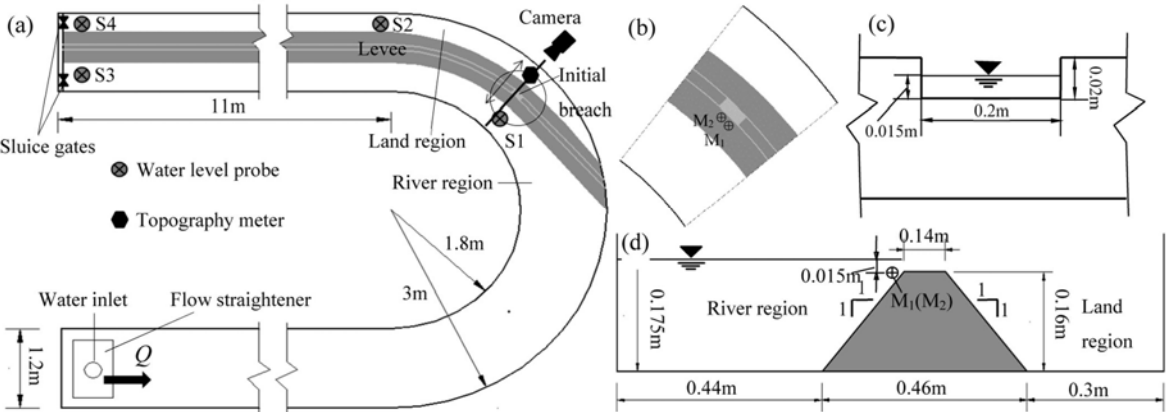 (a)
S4
S2
Camera
Levee
S3
Initial
breach
11m
S1
Sluice gates
Land region
Water level probe
River region
Topography meter
1.8m
3m
Water inlet
Flow straightener
Q
1.2m
(b)
M2
M1
(c)
0.02m
0.015m
0.2m
(d)
0.14m
0.015m
1
1
M1(M2)
1
1
0.175m
River region
0.16m
Land
region
0.44m
0.46m
0.3m